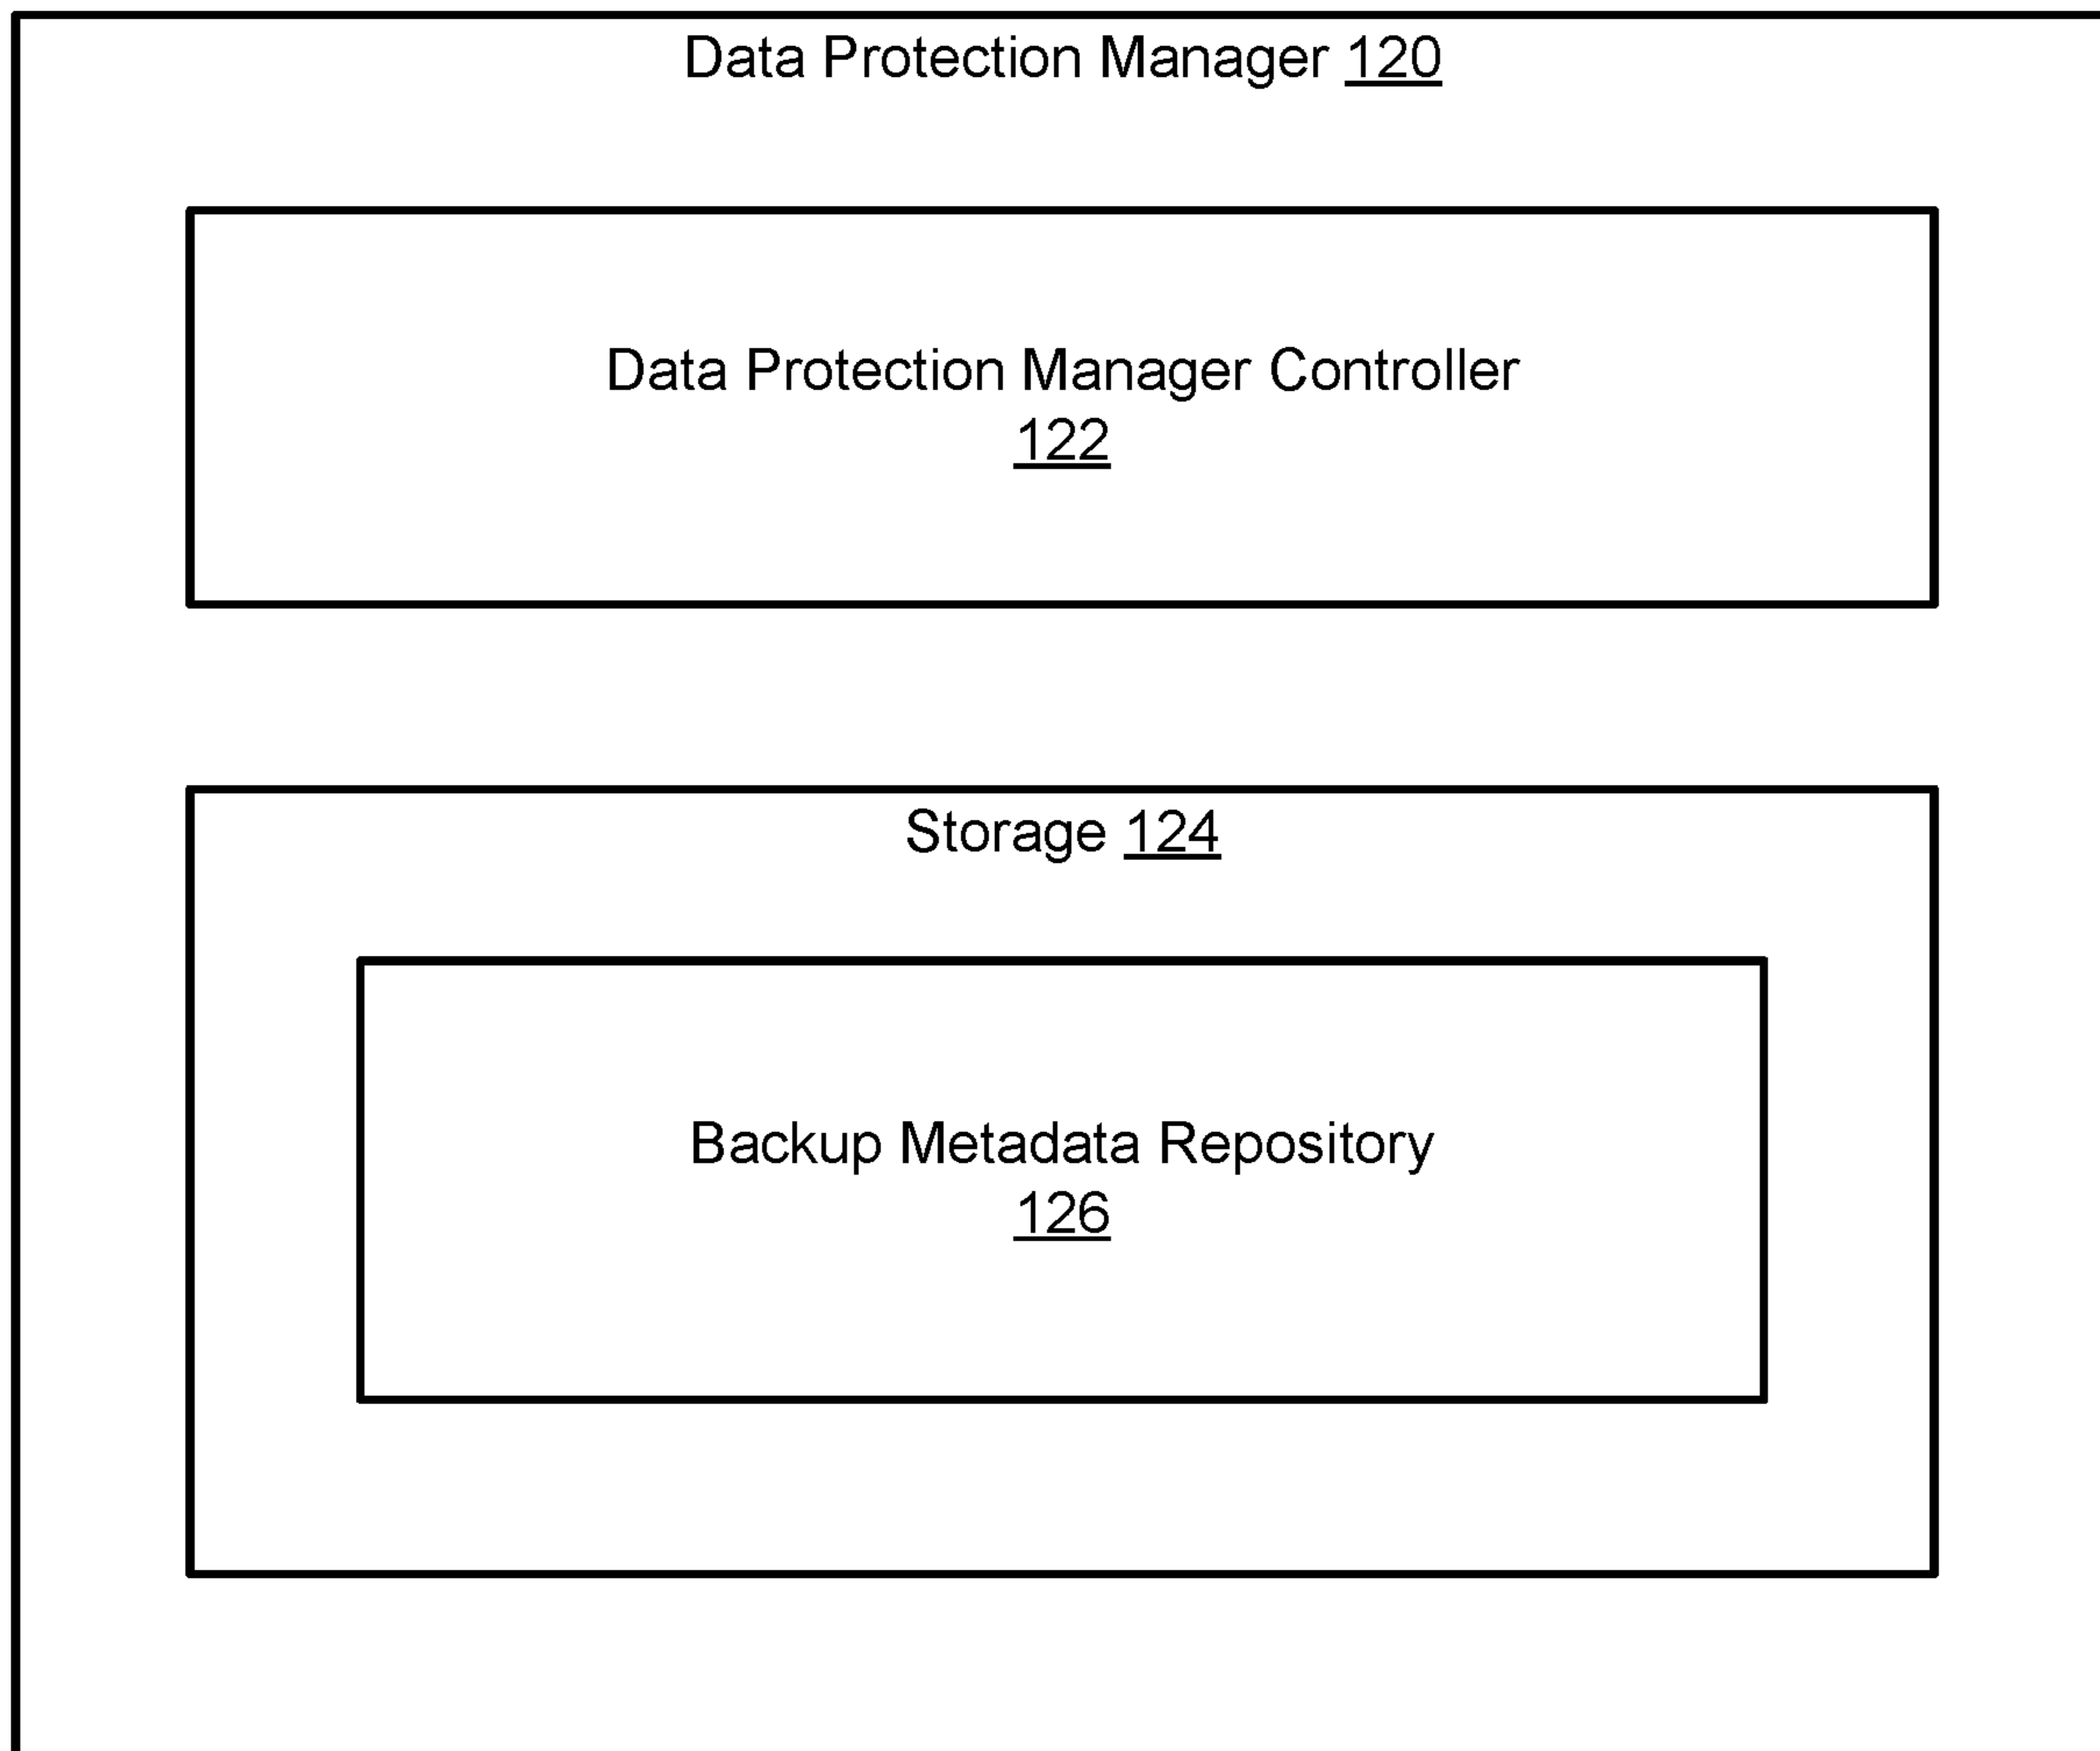 Data Protection Manager 120
Data Protection Manager Controller
122
Storage 124
Backup Metadata Repository
126